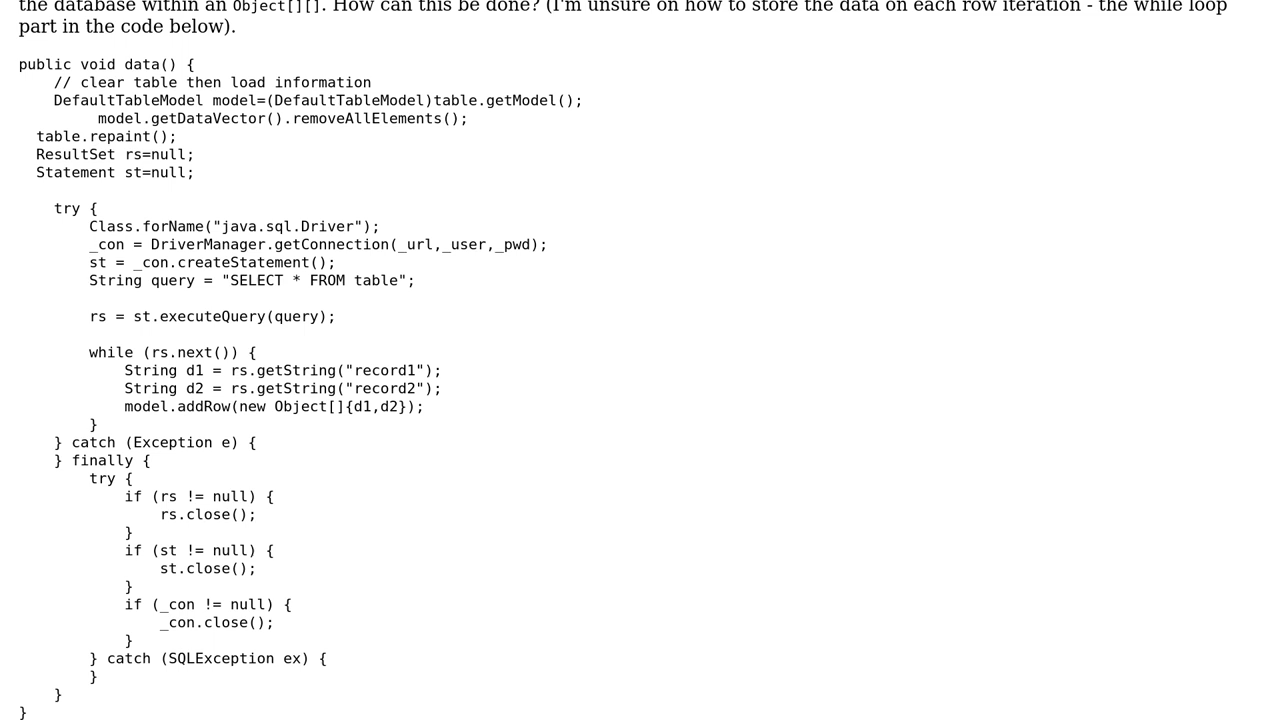 the database within an Object[][]. How can this be done? (I'm unsure on how to store the data on each row iteration - the while loop
part in the code below).
public void data() {
    // clear table then load information
    DefaultTableModel model=(DefaultTableModel)table.getModel();
         model.getDataVector().removeAllElements();
  table.repaint();
  ResultSet rs=null;
  Statement st=null;

    try {
        Class.forName("java.sql.Driver");
        _con = DriverManager.getConnection(_url,_user,_pwd);
        st = _con.createStatement();
        String query = "SELECT * FROM table";

        rs = st.executeQuery(query);

        while (rs.next()) {
            String d1 = rs.getString("record1");
            String d2 = rs.getString("record2");
            model.addRow(new Object[]{d1,d2});
        }
    } catch (Exception e) {
    } finally {
        try {
            if (rs != null) {
                rs.close();
            }
            if (st != null) {
                st.close();
            }
            if (_con != null) {
                _con.close();
            }
        } catch (SQLException ex) {
        }
    }
}